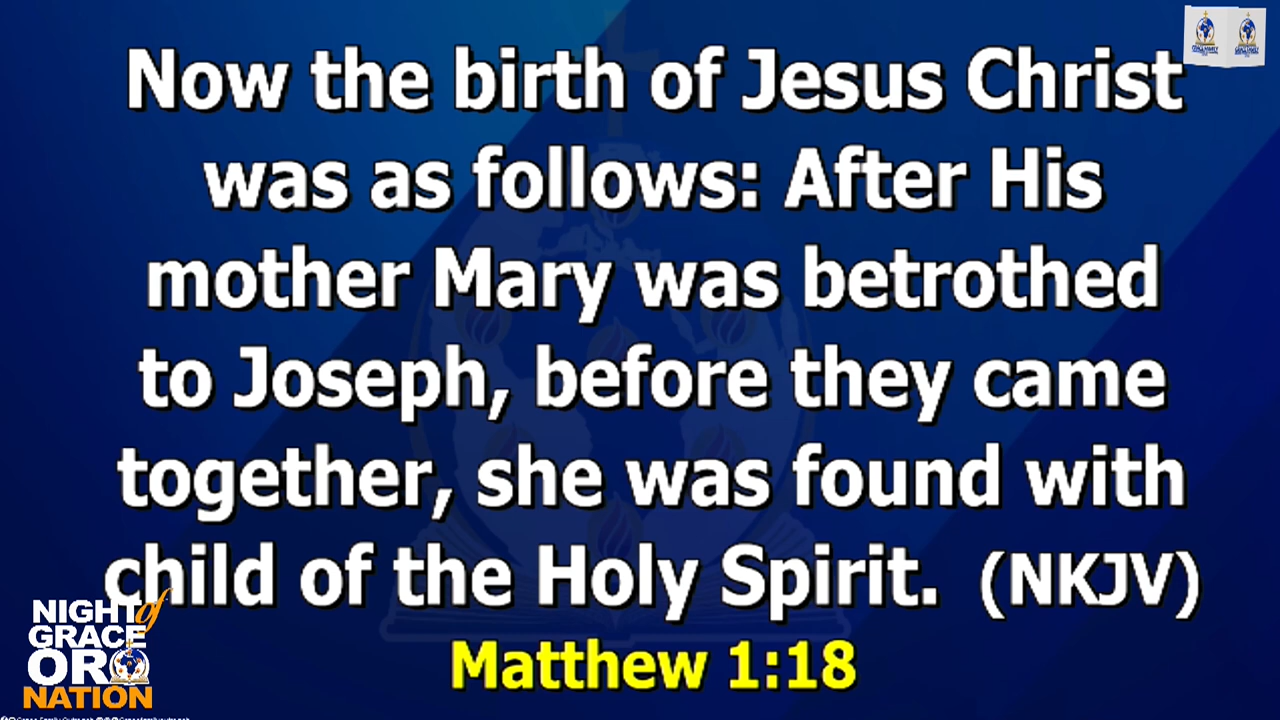 Now the birth of Jesus Christ
was as follows: After His
mother Mary was betrothed
to Joseph, before they came
together, she was found with
child of the Holy Spirit. (NKJV)
Matthew 1:18
NIGHT of
GRACE
ORO
NATION